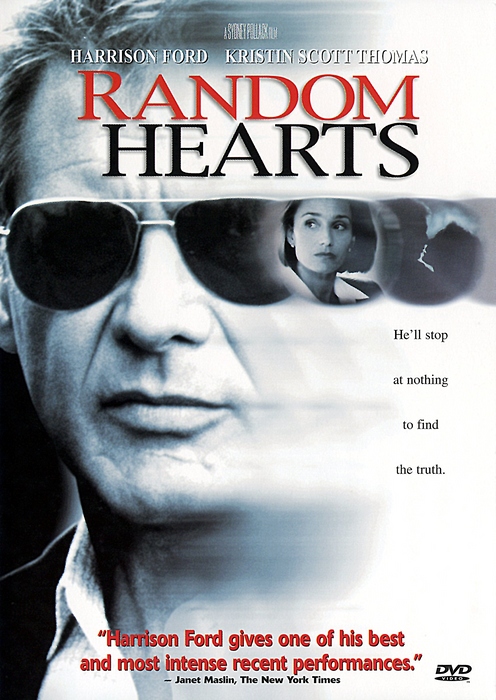 A SYDNEY POLLACK FILM
HARRISON FORD KRISTIN SCOTT THOMAS
RANDOM
HEARTS
He'll stop
at nothing
to find
the truth.
"Harrison Ford gives one of his best
and most intense recent performances."
— Janet Maslin, The New York Times
DVD
VIDEO